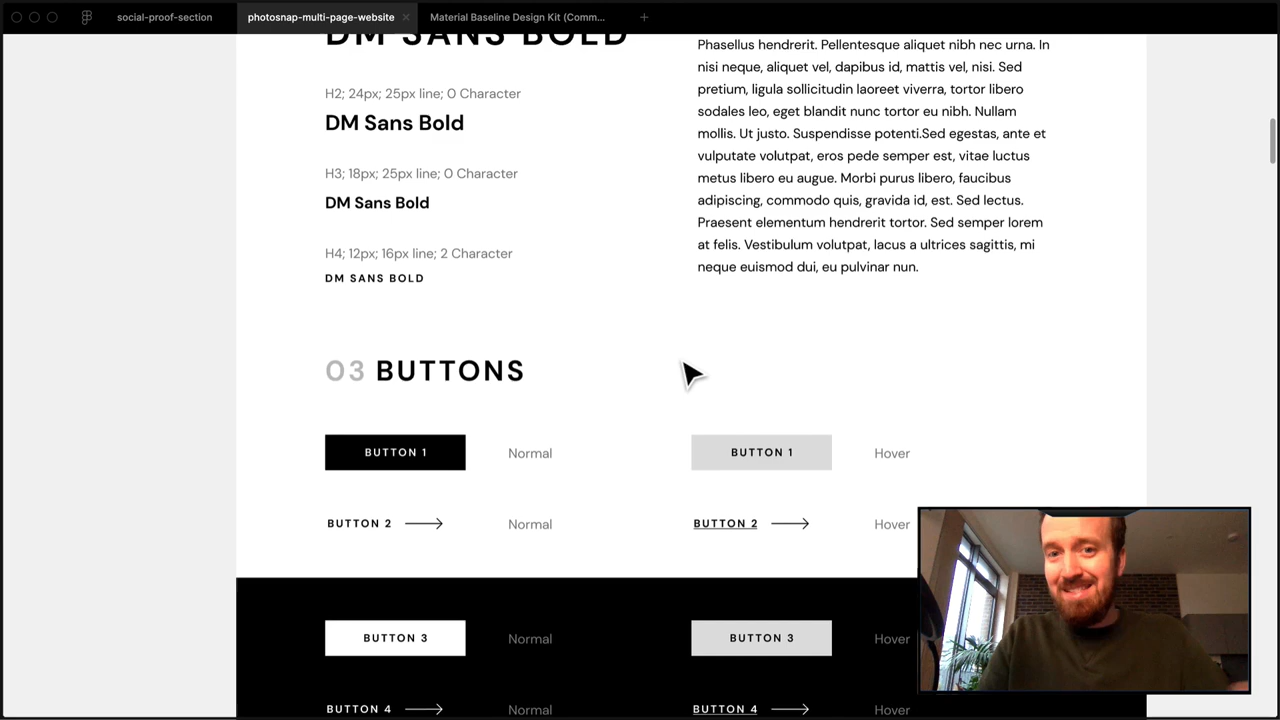 social-proof-section
photosnap-multi-page-website
Material Baseline Design Kit (Comm...
DM SANS BOLD
H2; 24px; 25px line; 0 Character
DM Sans Bold
H3; 18px; 25px line; 0 Character
DM Sans Bold
H4; 12px; 16px line; 2 Character
DM SANS BOLD
Phasellus hendrerit. Pellentesque aliquet nibh nec urna. In
nisi neque, aliquet vel, dapibus id, mattis vel, nisi. Sed
pretium, ligula sollicitudin laoreet viverra, tortor libero
sodales leo, eget blandit nunc tortor eu nibh. Nullam
mollis. Ut justo. Suspendisse potenti.Sed egestas, ante et
vulputate volutpat, eros pede semper est, vitae luctus
metus libero eu augue. Morbi purus libero, faucibus
adipiscing, commodo quis, gravida id, est. Sed lectus.
Praesent elementum hendrerit tortor. Sed semper lorem
at felis. Vestibulum volutpat, lacus a ultrices sagittis, mi
neque euismod dui, eu pulvinar nun.
03 BUTTONS
BUTTON 1 Normal BUTTON 1 Hover
BUTTON 2 Normal BUTTON 2 Hover
BUTTON 3 Normal BUTTON 3 Hover
BUTTON 4 Normal BUTTON 4 Hover